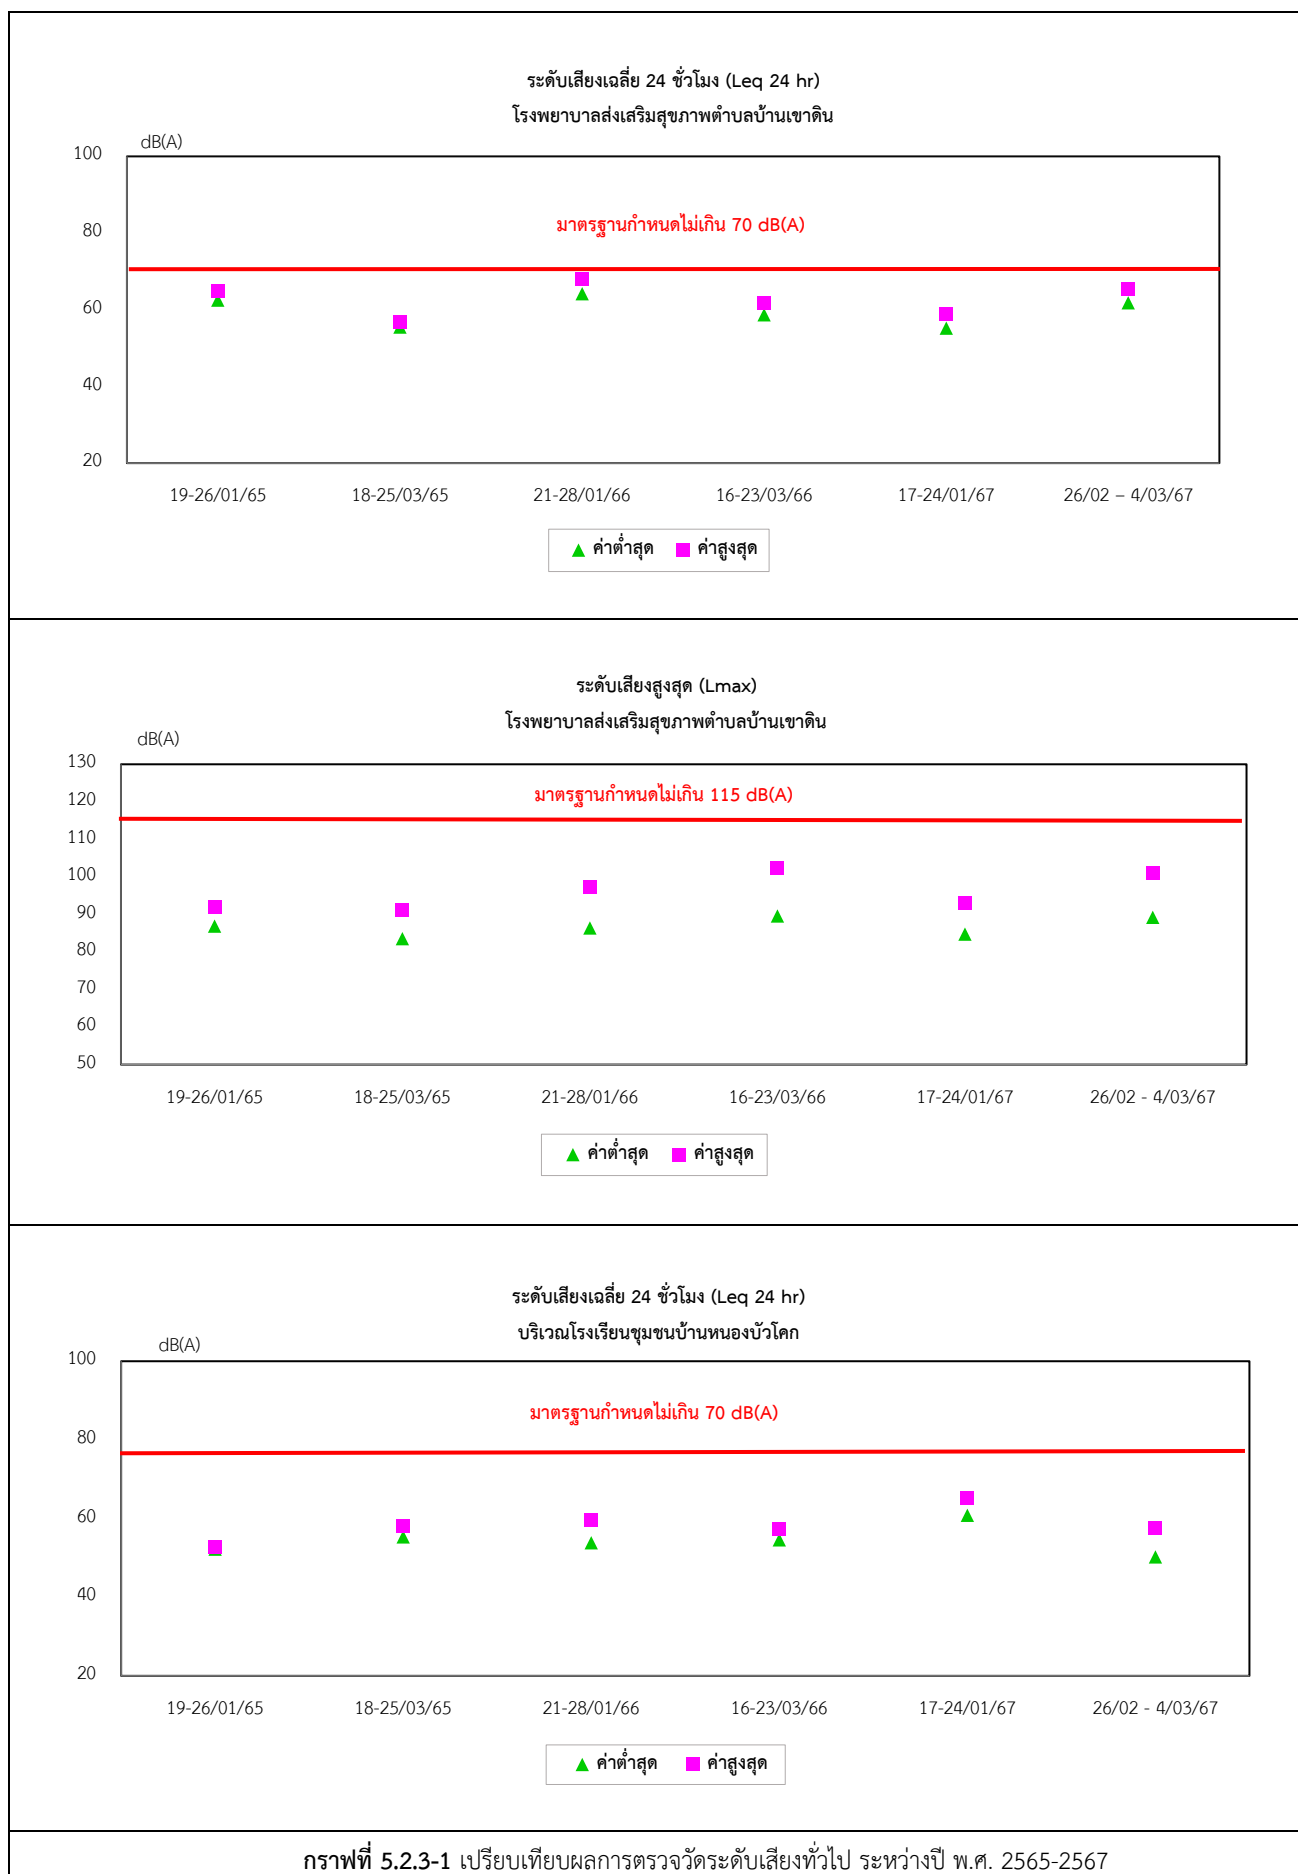 ระดับเสียงเฉลี่ย 24 ชั่วโมง (Leq 24 hr)
โรงพยาบาลส่งเสริมสุขภาพตำบลบ้านเขาดิน
dB(A)
100
80
60
40
20
มาตรฐานกำหนดไม่เกิน 70 dB(A)
19-26/01/65 18-25/03/65 21-28/01/66 16-23/03/66 17-24/01/67 26/02 – 4/03/67
ค่าต่ำสุด ค่าสูงสุด
ระดับเสียงสูงสุด (Lmax)
โรงพยาบาลส่งเสริมสุขภาพตำบลบ้านเขาดิน
dB(A)
130
120
110
100
90
80
70
60
50
มาตรฐานกำหนดไม่เกิน 115 dB(A)
19-26/01/65 18-25/03/65 21-28/01/66 16-23/03/66 17-24/01/67 26/02 - 4/03/67
ค่าต่ำสุด ค่าสูงสุด
ระดับเสียงเฉลี่ย 24 ชั่วโมง (Leq 24 hr)
บริเวณโรงเรียนชุมชนบ้านหนองบัวโคก
dB(A)
100
80
60
40
20
มาตรฐานกำหนดไม่เกิน 70 dB(A)
19-26/01/65 18-25/03/65 21-28/01/66 16-23/03/66 17-24/01/67 26/02 - 4/03/67
ค่าต่ำสุด ค่าสูงสุด
กราฟที่ 5.2.3-1 เปรียบเทียบผลการตรวจวัดระดับเสียงทั่วไป ระหว่างปี พ.ศ. 2565-2567